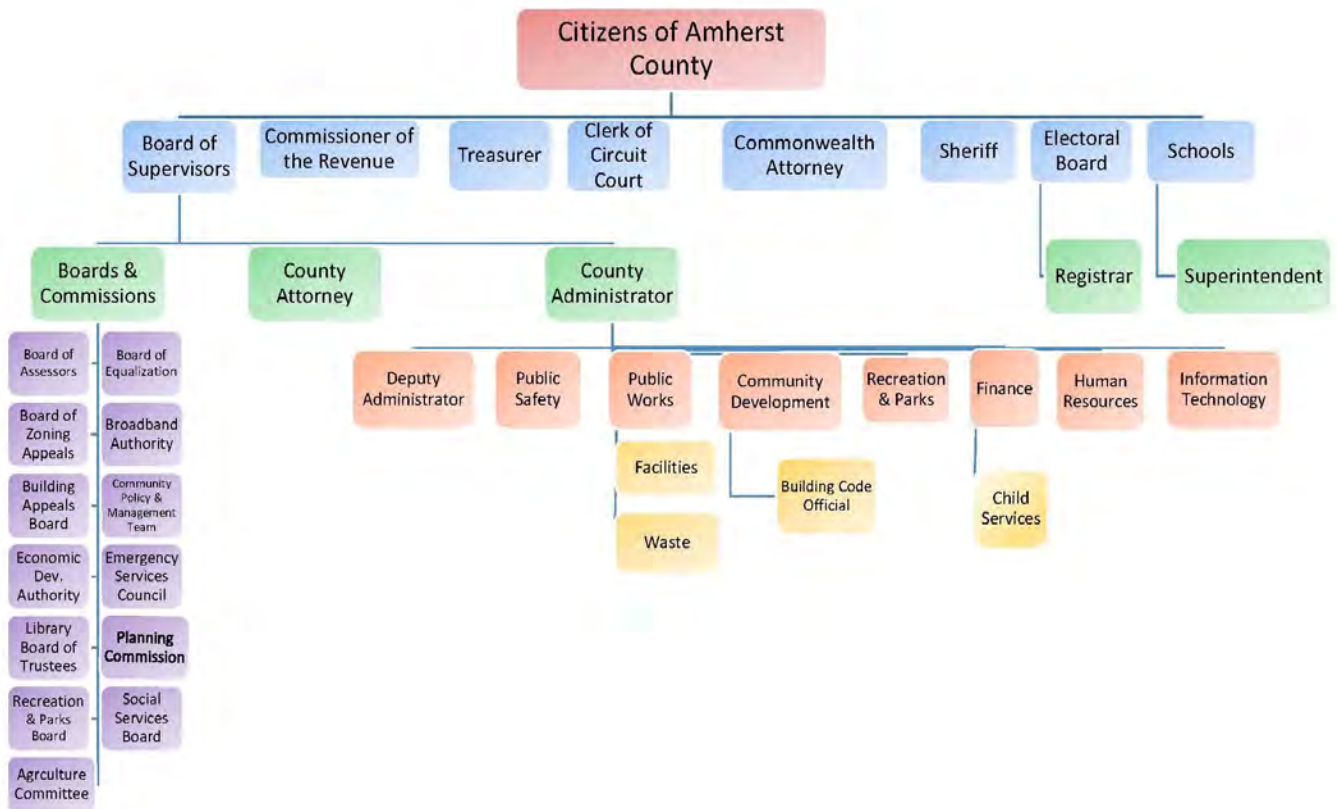 Citizens of Amherst
County
Board of
Supervisors
Commissioner of
the Revenue
Treasurer
Clerk of
Circuit
Court
Commonwealth
Attorney
Sheriff
Electoral
Board
Schools
Boards &
Commissions
County
Attorney
County
Administrator
Registrar
Superintendent
Board of
Assessors
Board of
Equalization
Board of
Zoning
Appeals
Broadband
Authority
Building
Appeals
Board
Community
Policy &
Management
Team
Economic
Dev.
Authority
Emergency
Services
Council
Library
Board of
Trustees
Planning
Commission
Recreation
& Parks
Board
Social
Services
Board
Agrculture
Committee
Deputy
Administrator
Public
Safety
Public
Works
Community
Development
Recreation
& Parks
Finance
Human
Resources
Information
Technology
Facilities
Waste
Building Code
Official
Child
Services